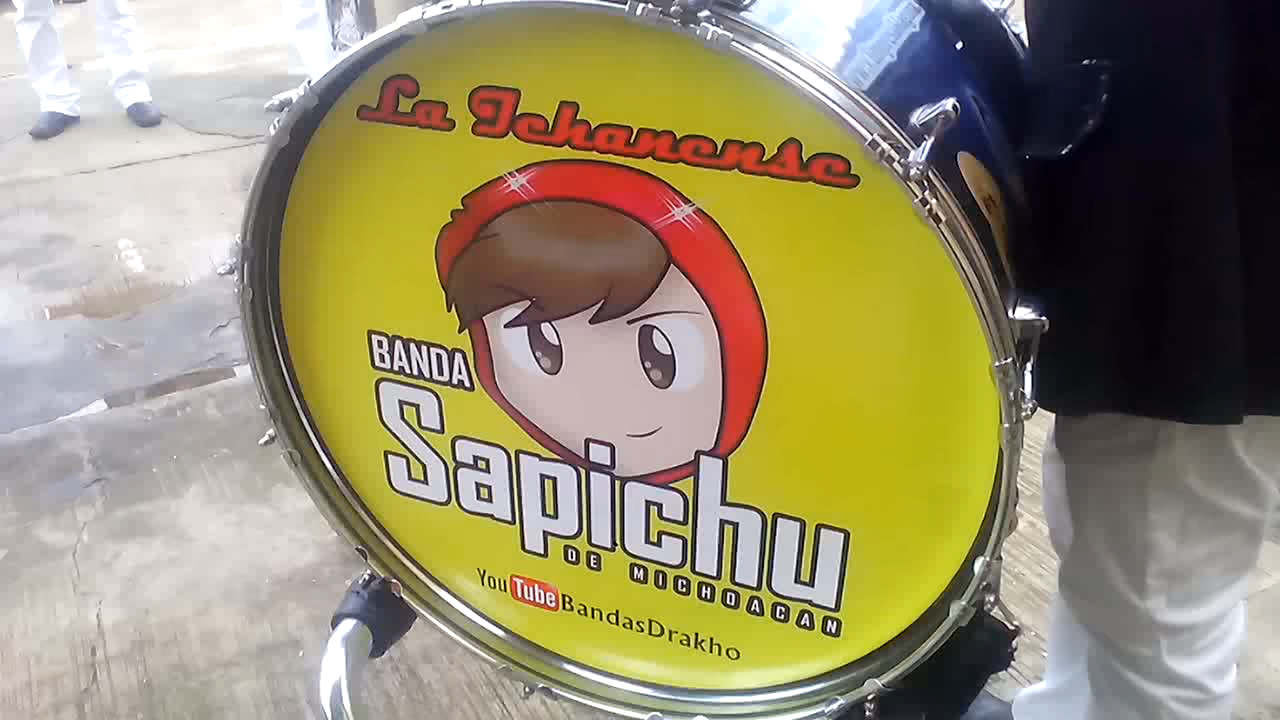 La Ichanense
BANDA
Sapichu
DE MICHOACAN
YouTube BandasDrakho